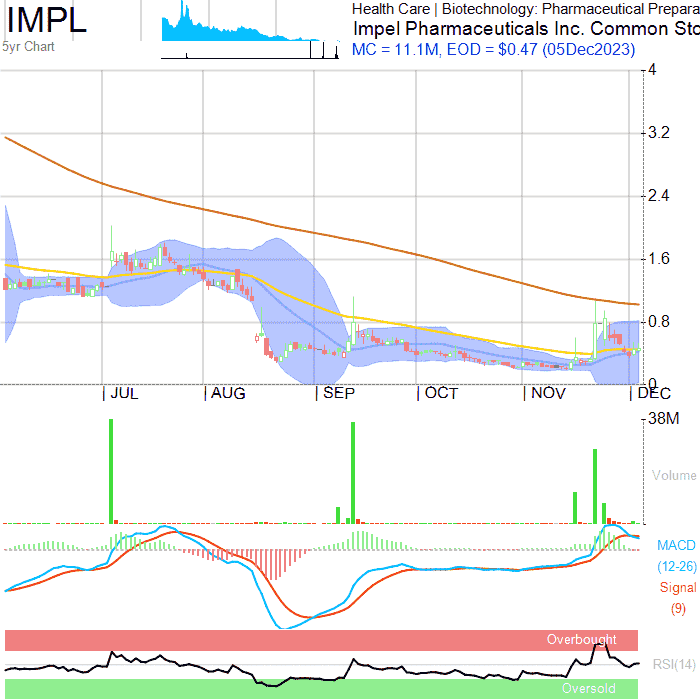 IMPL
5yr Chart
Health Care | Biotechnology: Pharmaceutical Prepara
Impel Pharmaceuticals Inc. Common Sto
MC = 11.1M, EOD = $0.47 (05Dec2023)
4
3.2
2.4
1.6
0.8
0
JUL
AUG
SEP
OCT
NOV
DEC
38M
Volume
MACD
(12-26)
Signal
(9)
Overbought
RSI(14)
Oversold